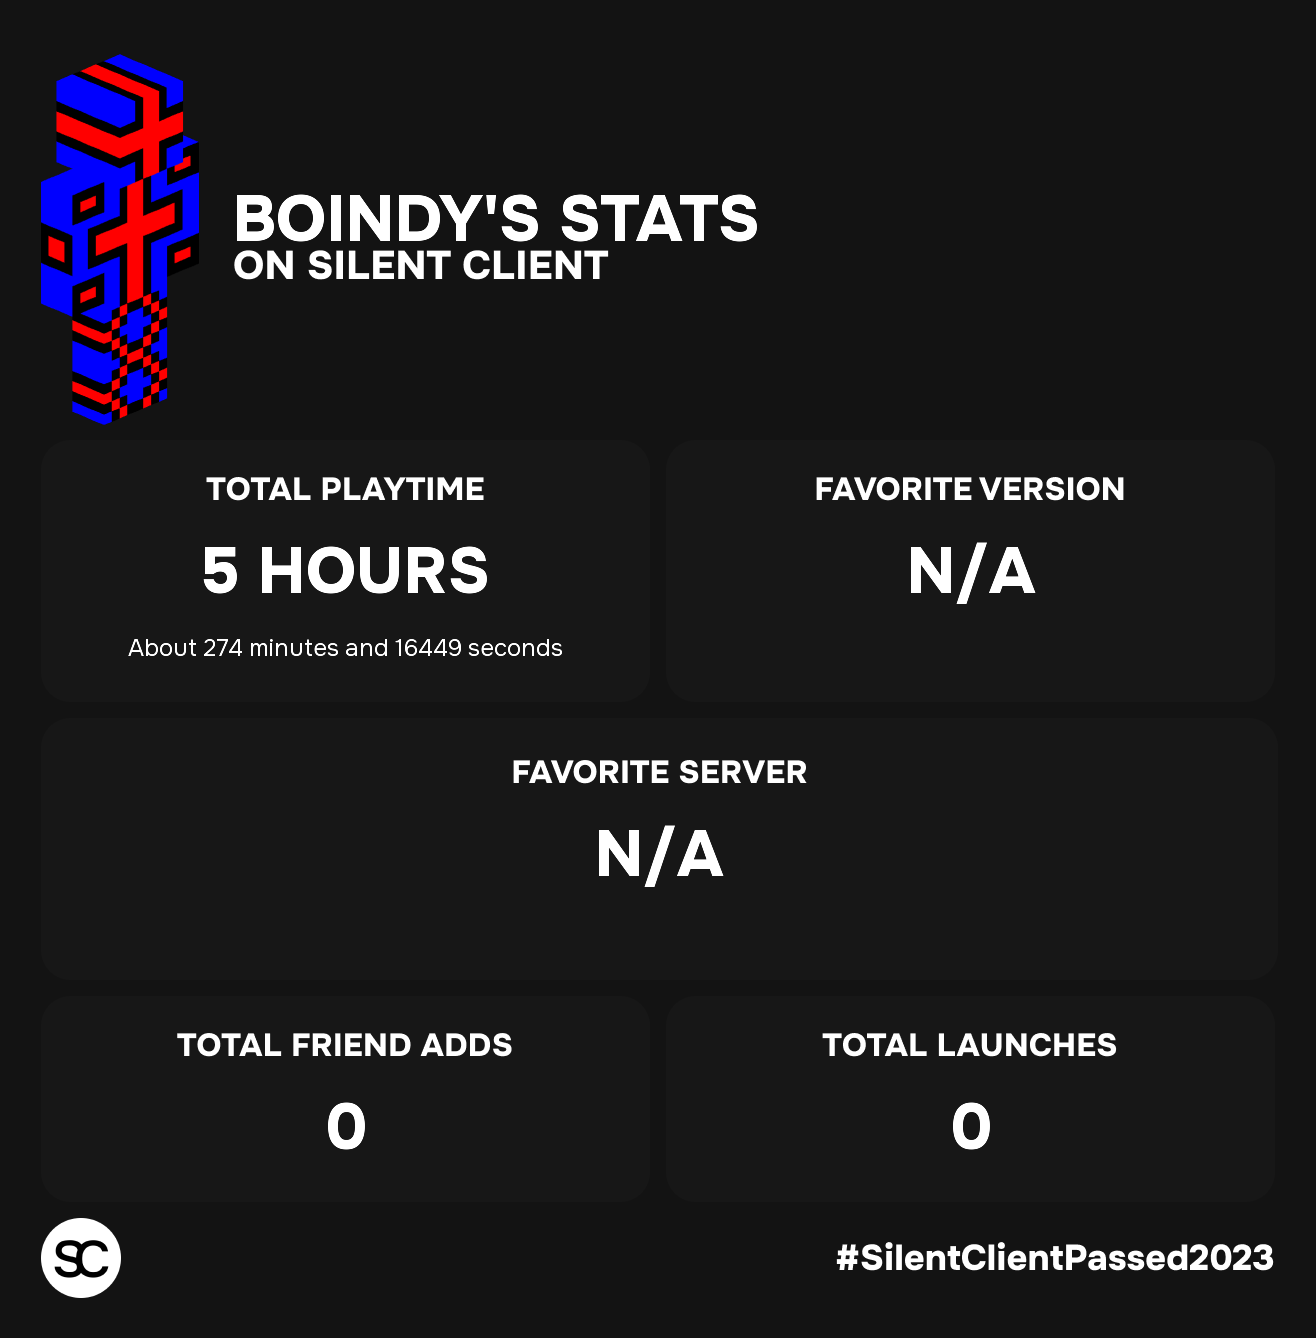 BOINDY'S STATS
ON SILENT CLIENT
TOTAL PLAYTIME
5 HOURS
About 274 minutes and 16449 seconds
FAVORITE VERSION
N/A
FAVORITE SERVER
N/A
TOTAL FRIEND ADDS
0
TOTAL LAUNCHES
0
SC
#SilentClientPassed2023